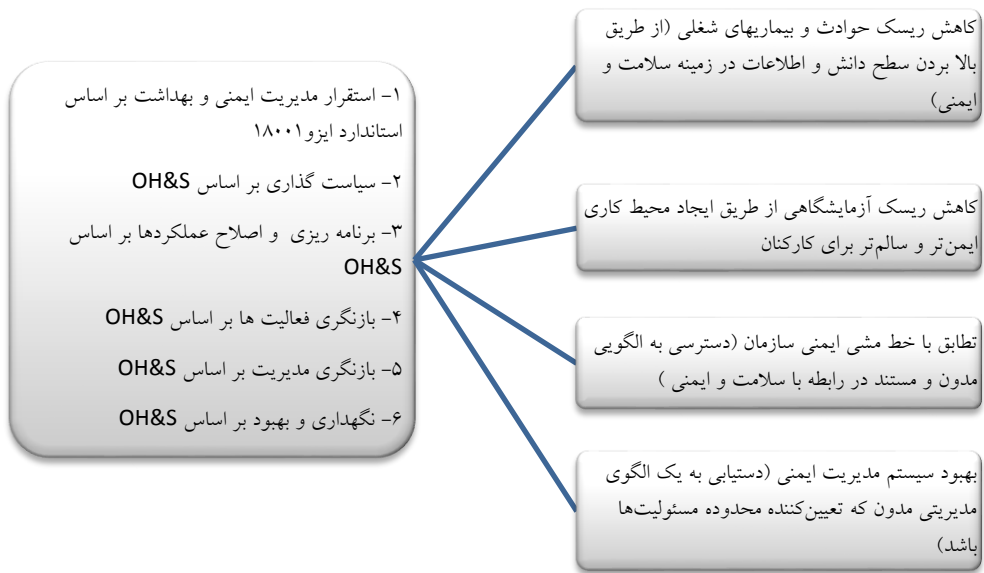 کاهش ریسک حوادث و بیماریهای شغلی (از طریق
بالا بردن سطح دانش و اطلاعات در زمینه سلامت و
ایمنی)
کاهش ریسک آزمایشگاهی از طریق ایجاد محیط کاری
ایمن‌تر و سالم‌تر برای کارکنان
تطابق با خط مشی ایمنی سازمان (دسترسی به الگویی
مدون و مستند در رابطه با سلامت و ایمنی )
بهبود سیستم مدیریت ایمنی (دستیابی به یک الگوی
مدیریتی مدون که تعیین‌کننده محدوده مسئولیت‌ها
باشد)
۱- استقرار مدیریت ایمنی و بهداشت بر اساس
استاندارد ایزو۱۸۰۰۱
۲- سیاست گذاری بر اساس OH&S
۳- برنامه ریزی و اصلاح عملکردها بر اساس
OH&S
۴- بازنگری فعالیت ها بر اساس OH&S
۵- بازنگری مدیریت بر اساس OH&S
۶- نگهداری و بهبود بر اساس OH&S